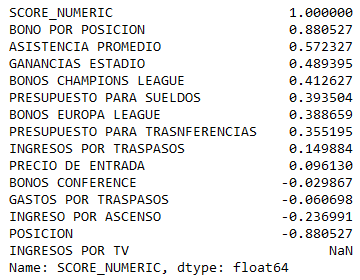 SCORE_NUMERIC 1.000000
BONO POR POSICION 0.880527
ASISTENCIA PROMEDIO 0.572327
GANANCIAS ESTADIO 0.489395
BONOS CHAMPIONS LEAGUE 0.412627
PRESUPUESTO PARA SUELDOS 0.393504
BONOS EUROPA LEAGUE 0.388659
PRESUPUESTO PARA TRASNFERENCIAS 0.355195
INGRESOS POR TRASPASOS 0.149884
PRECIO DE ENTRADA 0.096130
BONOS CONFERENCE -0.029867
GASTOS POR TRASPASOS -0.060698
INGRESO POR ASCENSO -0.236991
POSICION -0.880527
INGRESOS POR TV NaN
Name: SCORE_NUMERIC, dtype: float64